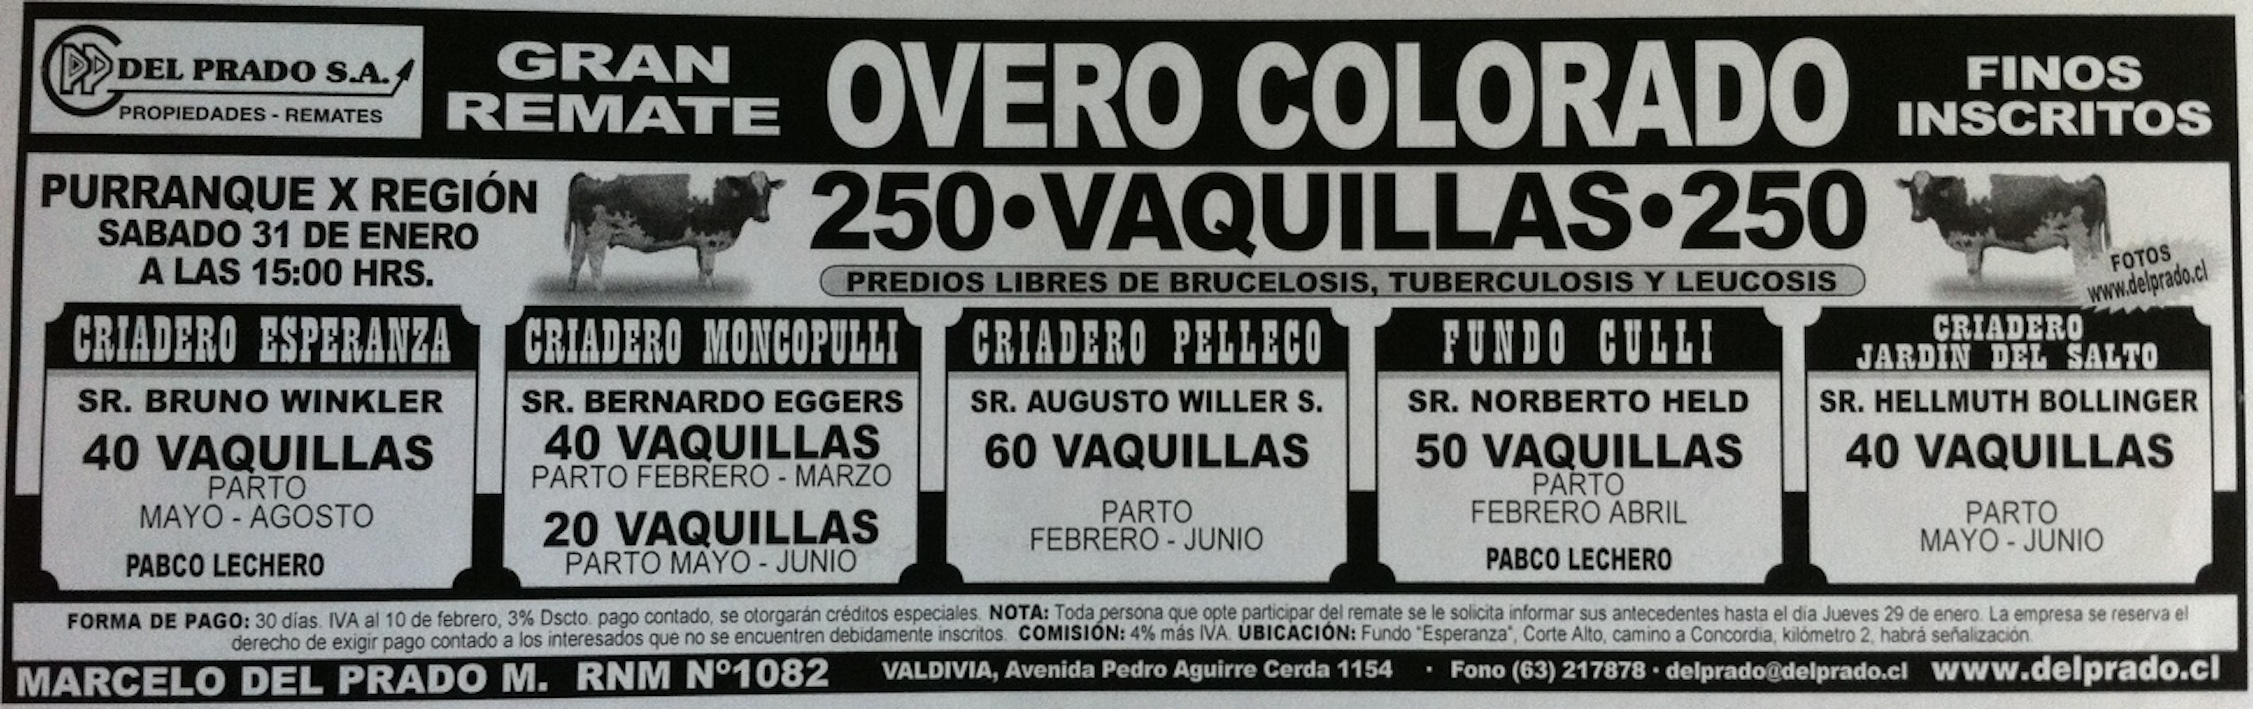 DEL PRADO S.A.
PROPIEDADES - REMATES
GRAN
REMATE
OVERO COLORADO
FINOS
INSCRITOS
PURRANQUE X REGIÓN
SABADO 31 DE ENERO
A LAS 15:00 HRS.
250•VAQUILLAS•250
PREDIOS LIBRES DE BRUCELOSIS, TUBERCULOSIS Y LEUCOSIS
FOTOS
www.delprado.cl
CRIADERO ESPERANZA
SR. BRUNO WINKLER
40 VAQUILLAS
PARTO
MAYO - AGOSTO
PABCO LECHERO
CRIADERO MONCOPULLI
SR. BERNARDO EGGERS
40 VAQUILLAS
PARTO FEBRERO - MARZO
20 VAQUILLAS
PARTO MAYO - JUNIO
CRIADERO PELLECO
SR. AUGUSTO WILLER S.
60 VAQUILLAS
PARTO
FEBRERO - JUNIO
FUNDO CULLI
SR. NORBERTO HELD
50 VAQUILLAS
PARTO
FEBRERO ABRIL
PABCO LECHERO
CRIADERO
JARDIN DEL SALTO
SR. HELLMUTH BOLLINGER
40 VAQUILLAS
PARTO
MAYO - JUNIO
FORMA DE PAGO: 30 días. IVA al 10 de febrero, 3% Dscto. pago contado, se otorgarán créditos especiales. NOTA: Toda persona que opte participar del remate se le solicita informar sus antecedentes hasta el día Jueves 29 de enero. La empresa se reserva el
derecho de exigir pago contado a los interesados que no se encuentren debidamente inscritos. COMISIÓN: 4% más IVA. UBICACIÓN: Fundo "Esperanza", Corte Alto, camino a Concordia, kilómetro 2, habrá señalización.
MARCELO DEL PRADO M. RNM Nº1082 VALDIVIA, Avenida Pedro Aguirre Cerda 1154 · Fono (63) 217878 · delprado@delprado.cl www.delprado.cl